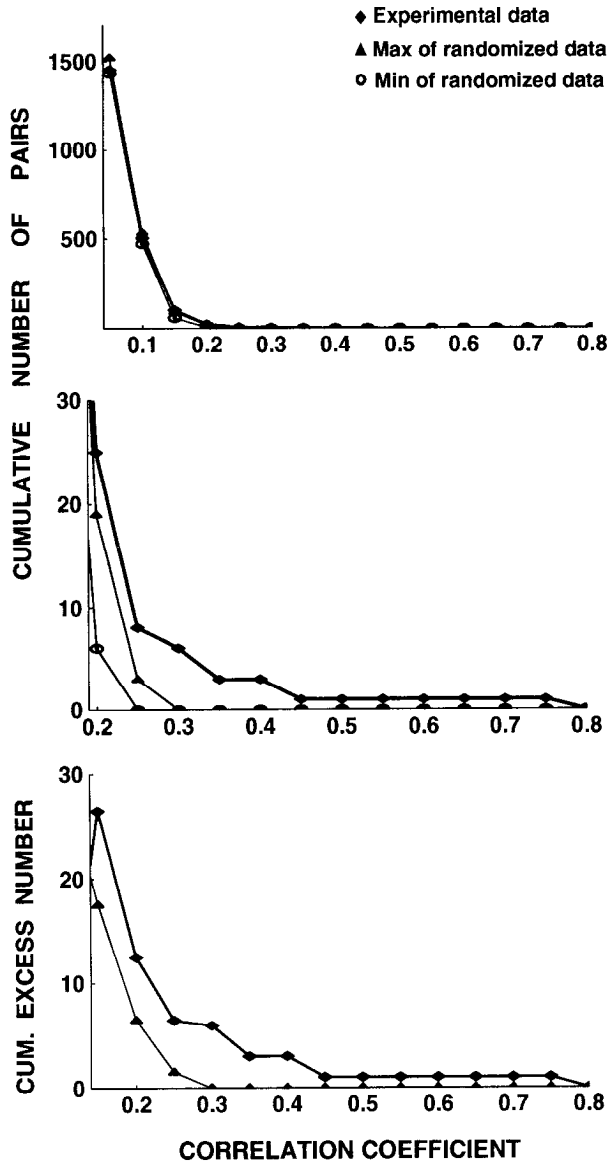 Experimental data
Max of randomized data
Min of randomized data
CUMULATIVE NUMBER OF PAIRS
1500
1000
500
0.1 0.2 0.3 0.4 0.5 0.6 0.7 0.8
30
20
10
0
0.2 0.3 0.4 0.5 0.6 0.7 0.8
CUM. EXCESS NUMBER
30
20
10
0
0.2 0.3 0.4 0.5 0.6 0.7 0.8
CORRELATION COEFFICIENT